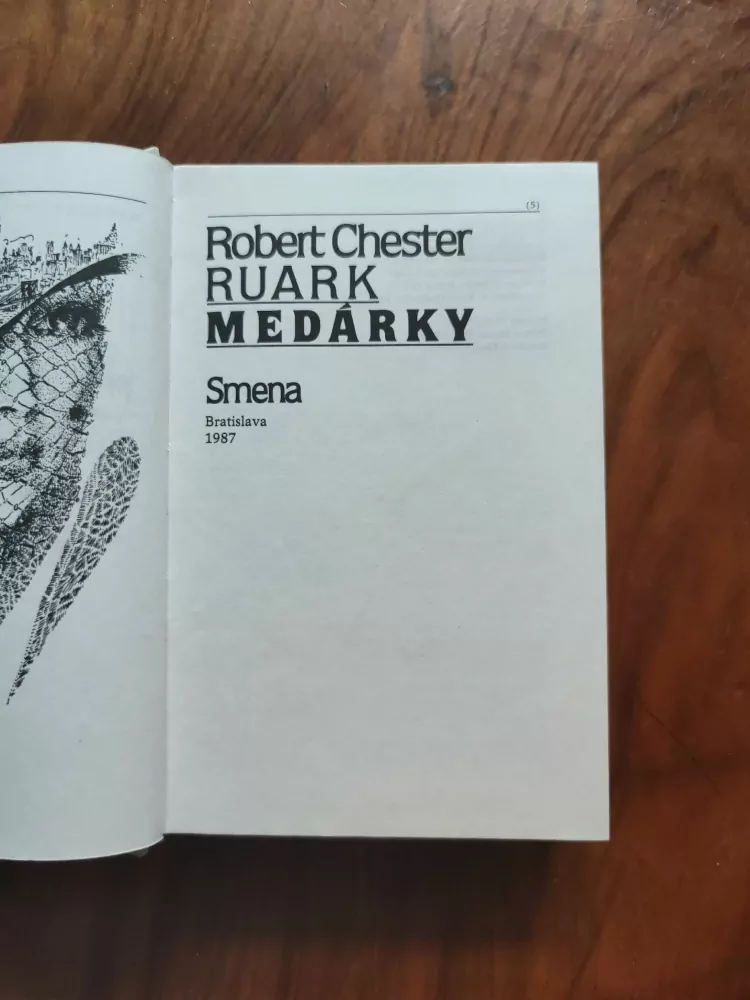 (5)
Robert Chester
RUARK
MEDÁRKY
Smena
Bratislava
1987